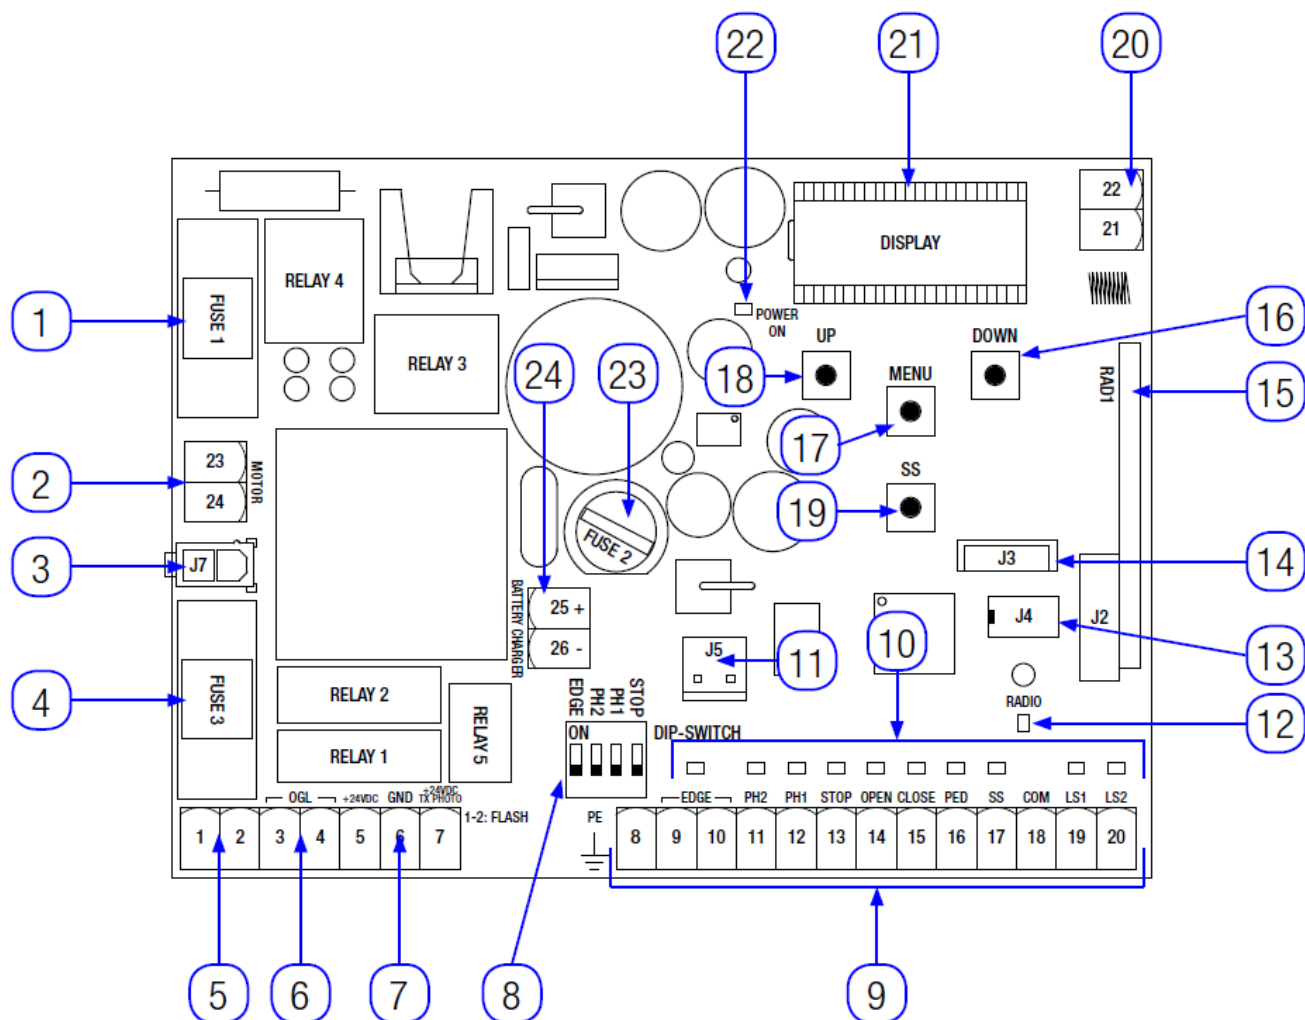 22 21 20
22
21
DISPLAY
RELAY 4
FUSE 1
1
POWER
ON
UP
DOWN
16
RELAY 3
24
23
18
MENU
RAD1
15
17
23
24
MOTOR
2
SS
19
FUSE 2
J7
3
J3
14
BATTERY CHARGER
25 +
26 -
10
J4
J2
13
J5
11
FUSE 3
4
RELAY 2
RELAY 1
RELAY 5
EDGE PH2 PH1 STOP
ON
DIP-SWITCH
RADIO
12
OGL +24VDC GND +24VDC
TX PHOTO
1-2: FLASH
PE
EDGE PH2 PH1 STOP OPEN CLOSE PED SS COM LS1 LS2
1 2 3 4 5 6 7
8 9 10 11 12 13 14 15 16 17 18 19 20
5 6 7 8 9